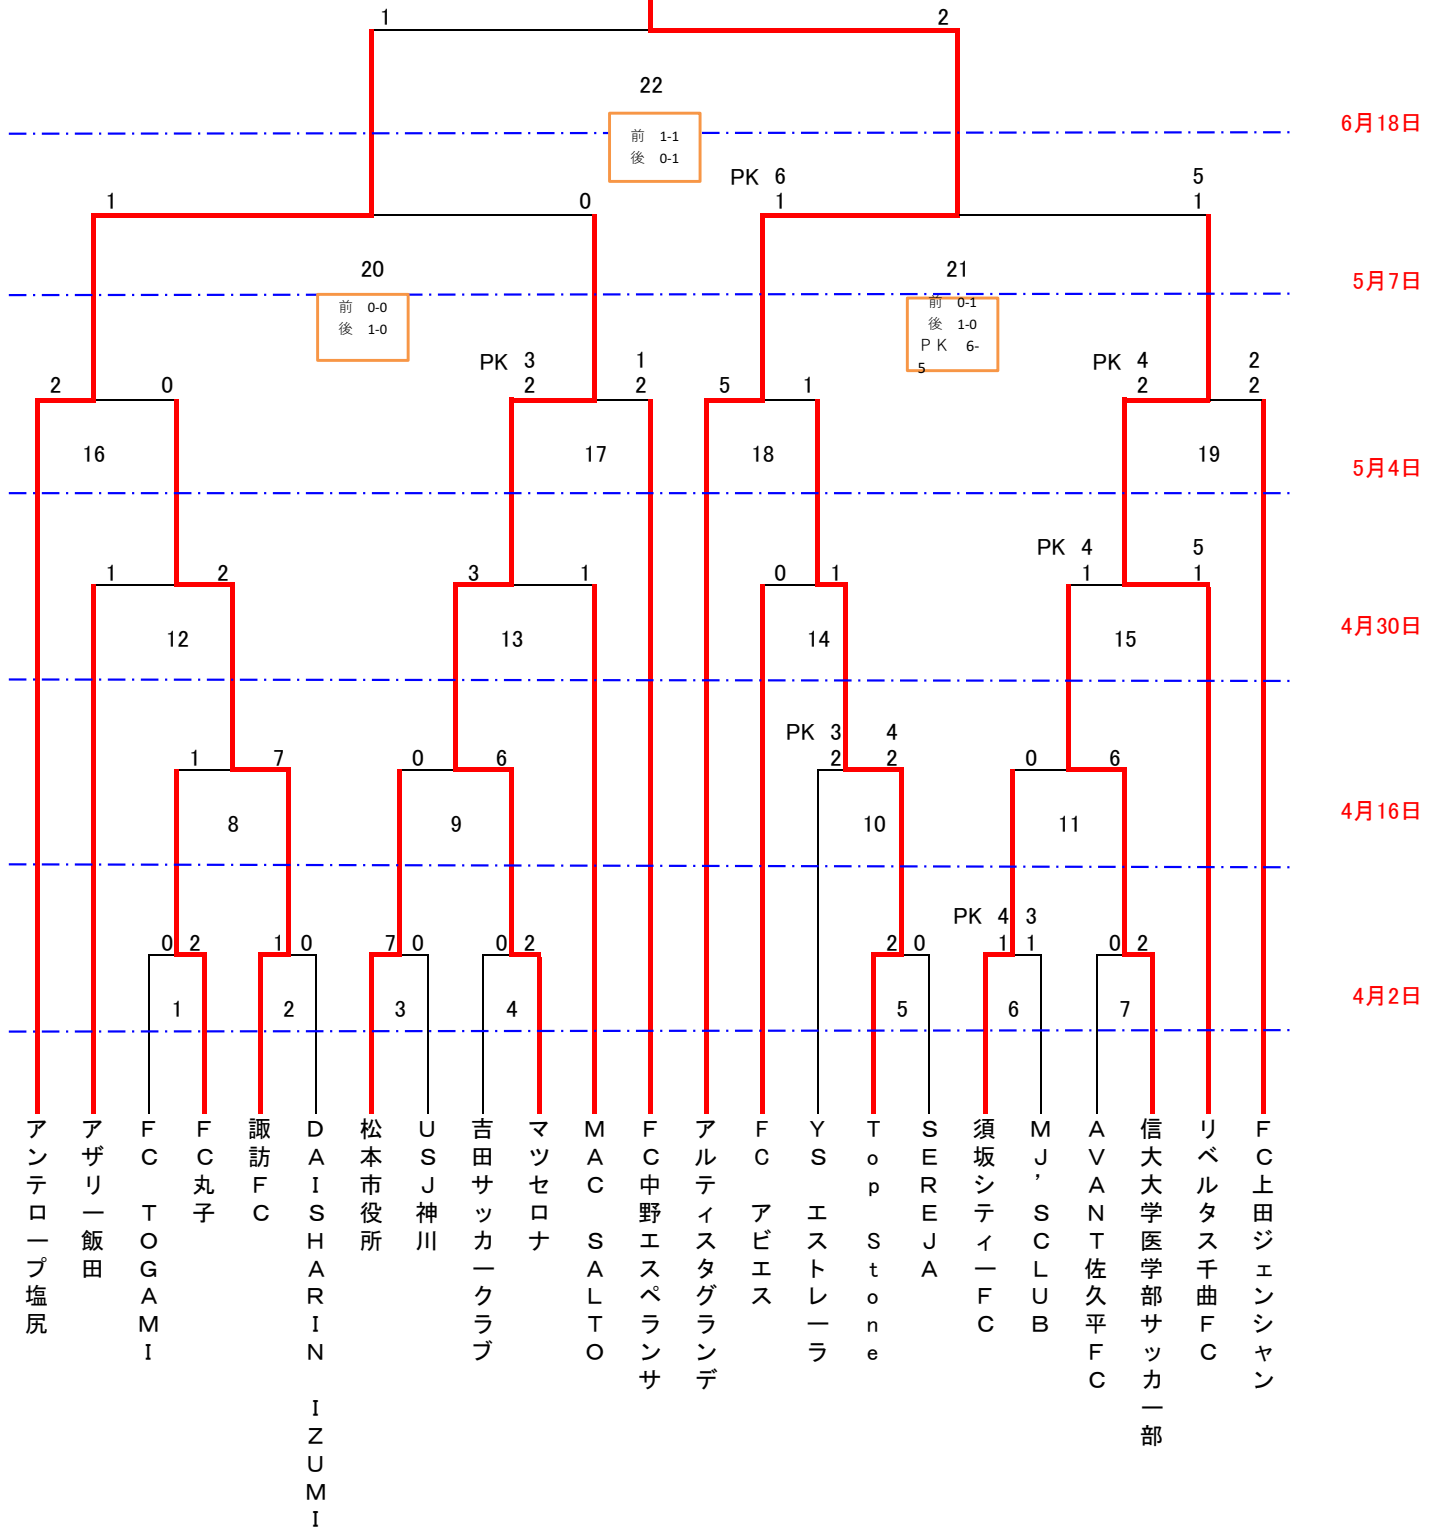 1 2
22
6月18日
前 1-1
後 0-1
PK 6 5
1 0 1 1
20 21
5月7日
前 0-0
後 1-0
前 0-1
後 1-0
PK 6-
5
PK 3 1 PK 4 2
2 0 2 2 5 1 2 2
16 17 18 19
5月4日
PK 4 5
1 2 3 1 0 1 1 1
12 13 14 15
4月30日
PK 3 4
1 7 0 6 2 2 0 6
8 9 10 11
4月16日
PK 4 3
0 2 1 0 7 0 0 2 2 0 1 1 0 2
1 2 3 4 5 6 7
4月2日
アンテロープ塩尻
アザリー飯田
FC TOGAMI
FC丸子
諏訪FC
DAISHARIN IZUMI
松本市役所
USJ神川
吉田サッカークラブ
マツセロナ
MAC SALTO
FC中野エスペランサ
アルティスタグランデ
FC アビエス
YS エストレーラ
Top Stone
SEREJA
須坂シティーFC
MJ’SCLUB
AVANT佐久平FC
信大大学医学部サッカー部
リベルタス千曲FC
FC上田ジェンシャン